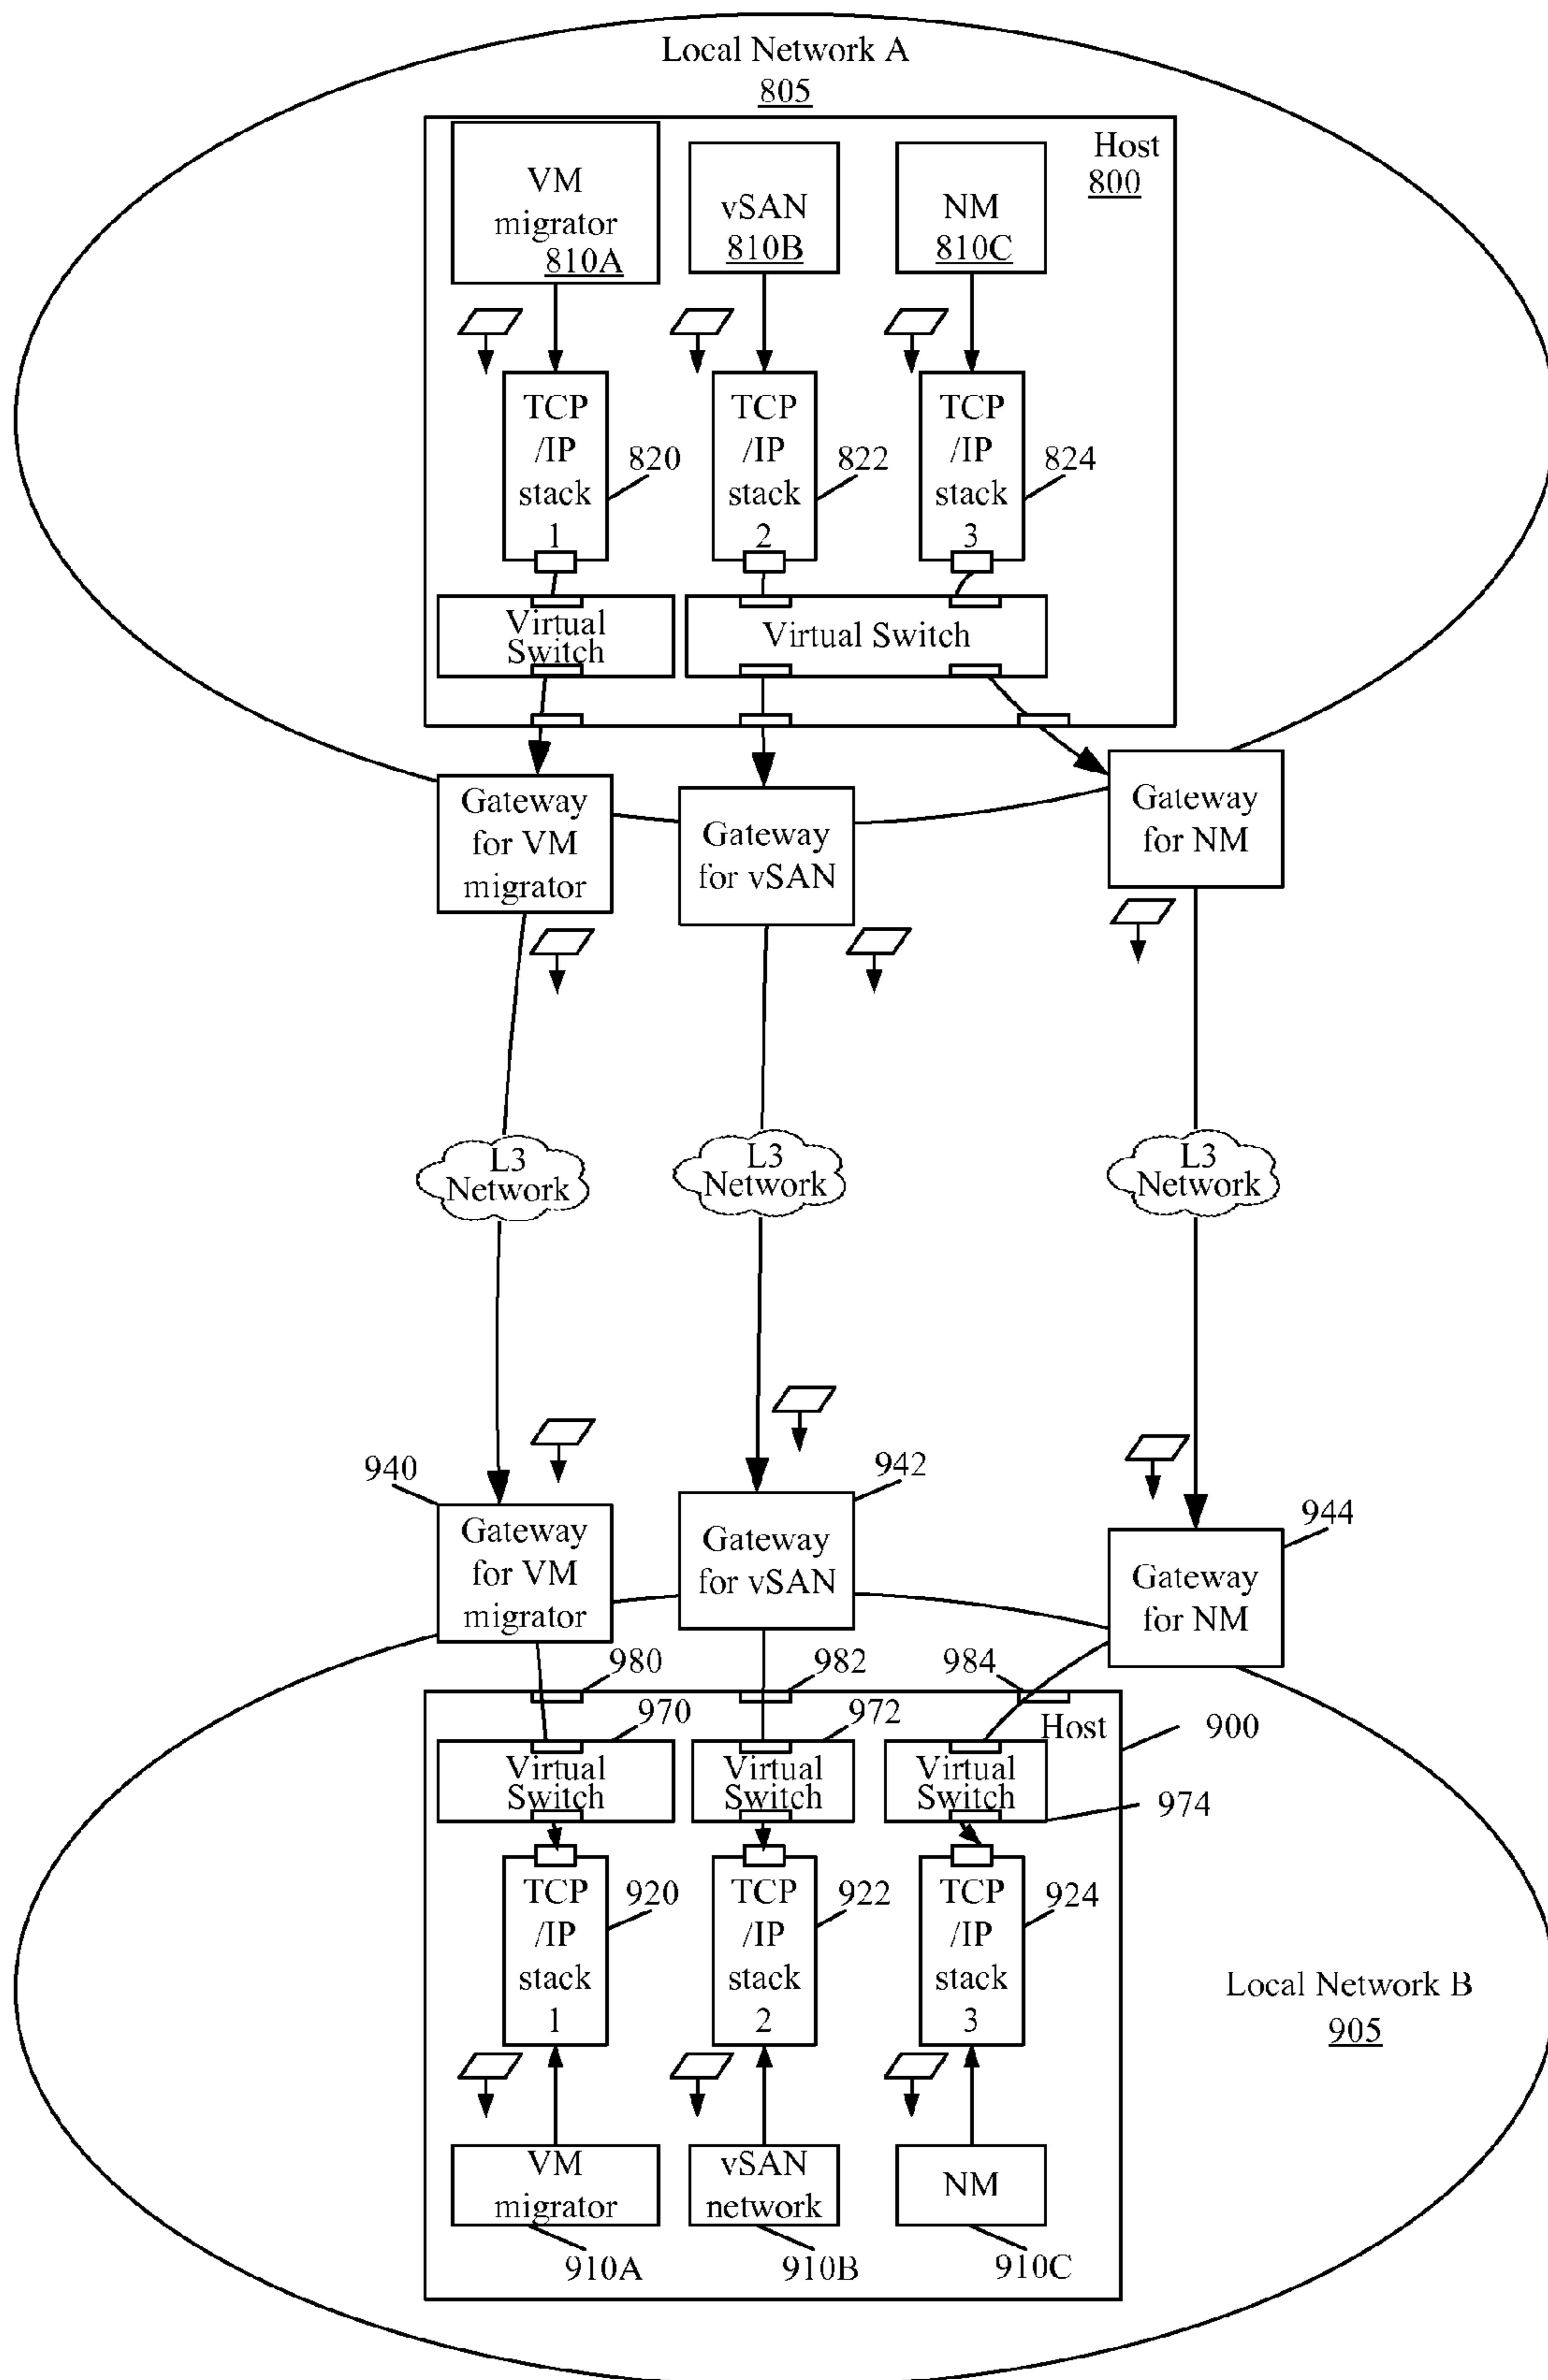 Local Network A
805
Host
800
VM
migrator
810A
vSAN
810B
NM
810C
TCP
/IP
stack
1
820
TCP
/IP
stack
2
822
TCP
/IP
stack
3
824
Virtual
Switch
Virtual Switch
Gateway
for VM
migrator
Gateway
for vSAN
Gateway
for NM
L3
Network
L3
Network
L3
Network
940
Gateway
for VM
migrator
942
Gateway
for vSAN
944
Gateway
for NM
980
982
984
Host
900
970
Virtual
Switch
972
Virtual
Switch
Virtual
Switch
974
TCP
/IP
stack
1
920
TCP
/IP
stack
2
922
TCP
/IP
stack
3
924
Local Network B
905
VM
migrator
910A
vSAN
network
910B
NM
910C